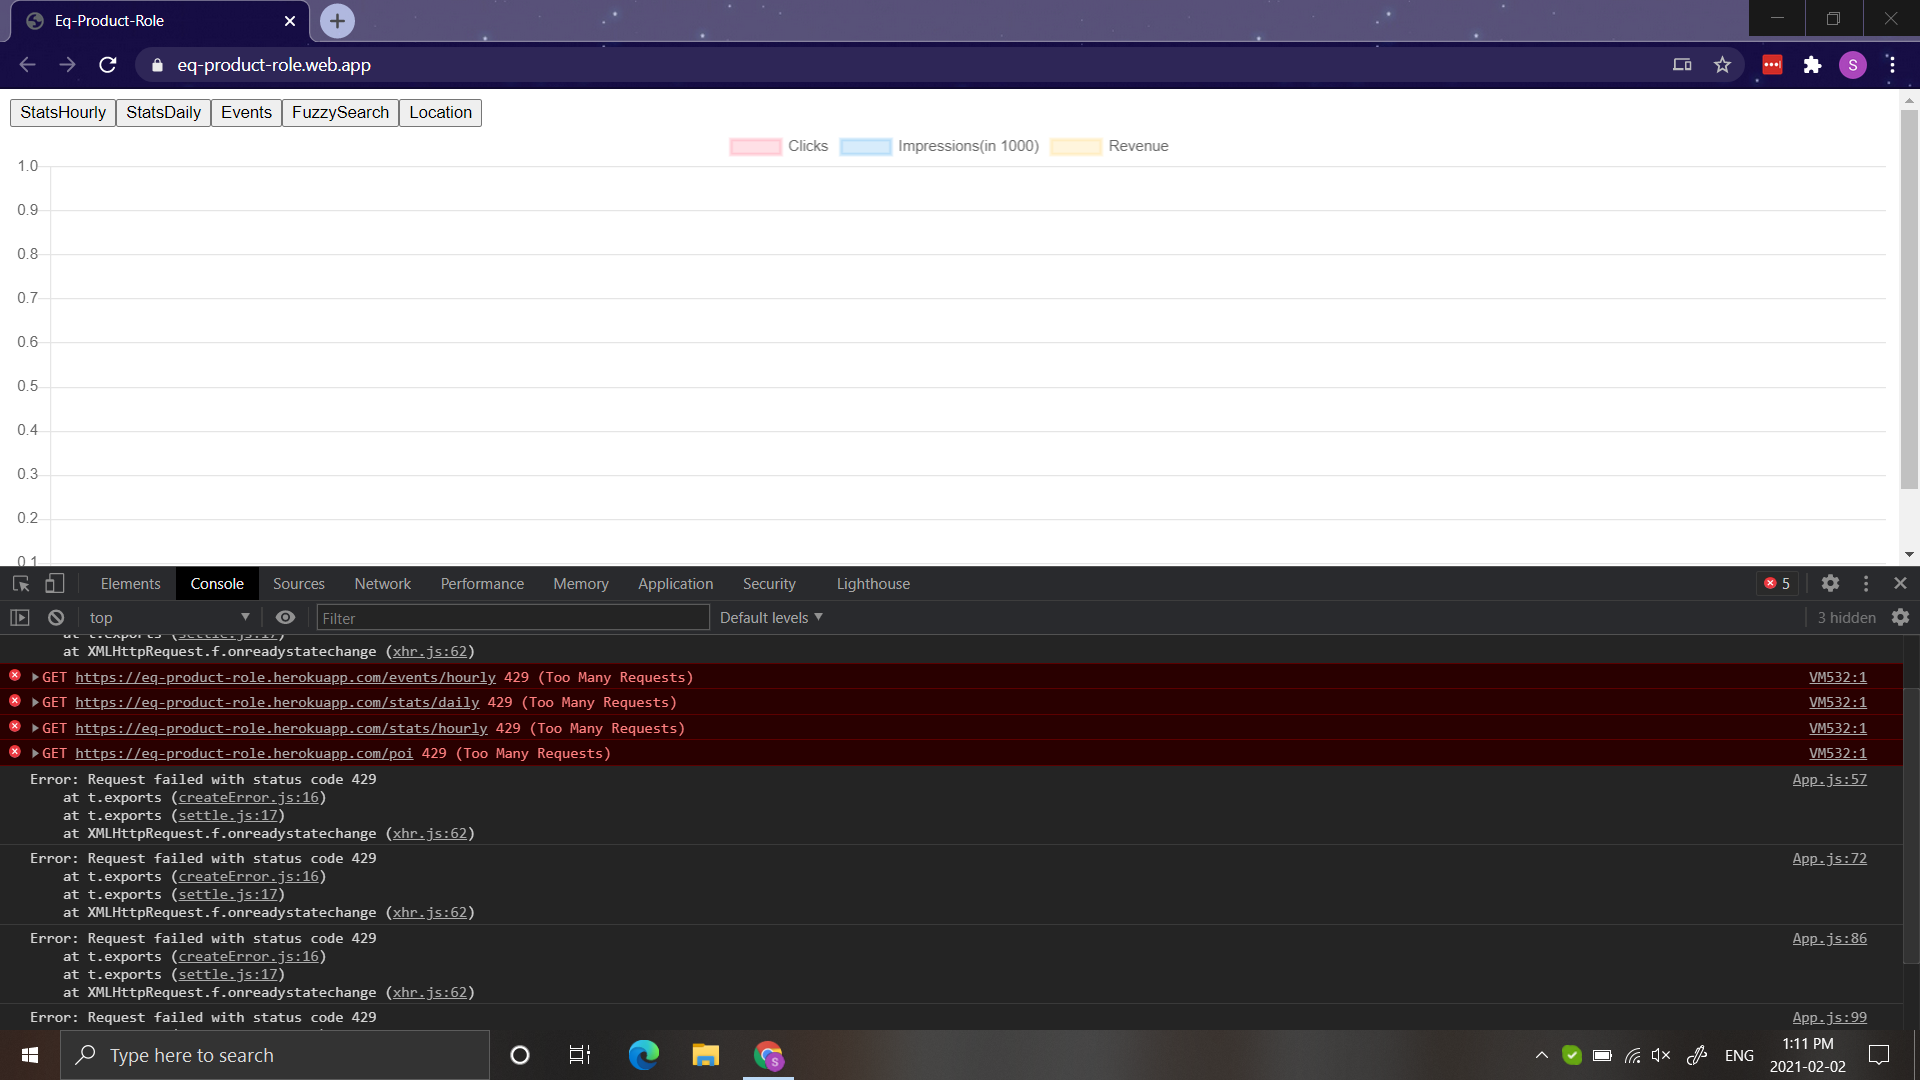 Eq-Product-Role
eq-product-role.web.app
S
StatsHourly StatsDaily Events FuzzySearch Location
Clicks Impressions(in 1000) Revenue
1.0
0.9
0.8
0.7
0.6
0.5
0.4
0.3
0.2
0.1
Elements Console Sources Network Performance Memory Application Security Lighthouse 5
top Filter Default levels 3 hidden
at t.exports (settle.js:17)
at XMLHttpRequest.f.onreadystatechange (xhr.js:62)
GET https://eq-product-role.herokuapp.com/events/hourly 429 (Too Many Requests) VM532:1
GET https://eq-product-role.herokuapp.com/stats/daily 429 (Too Many Requests) VM532:1
GET https://eq-product-role.herokuapp.com/stats/hourly 429 (Too Many Requests) VM532:1
GET https://eq-product-role.herokuapp.com/poi 429 (Too Many Requests) VM532:1
Error: Request failed with status code 429 App.js:57
at t.exports (createError.js:16)
at t.exports (settle.js:17)
at XMLHttpRequest.f.onreadystatechange (xhr.js:62)
Error: Request failed with status code 429 App.js:72
at t.exports (createError.js:16)
at t.exports (settle.js:17)
at XMLHttpRequest.f.onreadystatechange (xhr.js:62)
Error: Request failed with status code 429 App.js:86
at t.exports (createError.js:16)
at t.exports (settle.js:17)
at XMLHttpRequest.f.onreadystatechange (xhr.js:62)
Error: Request failed with status code 429 App.js:99
Type here to search
S
ENG
1:11 PM
2021-02-02